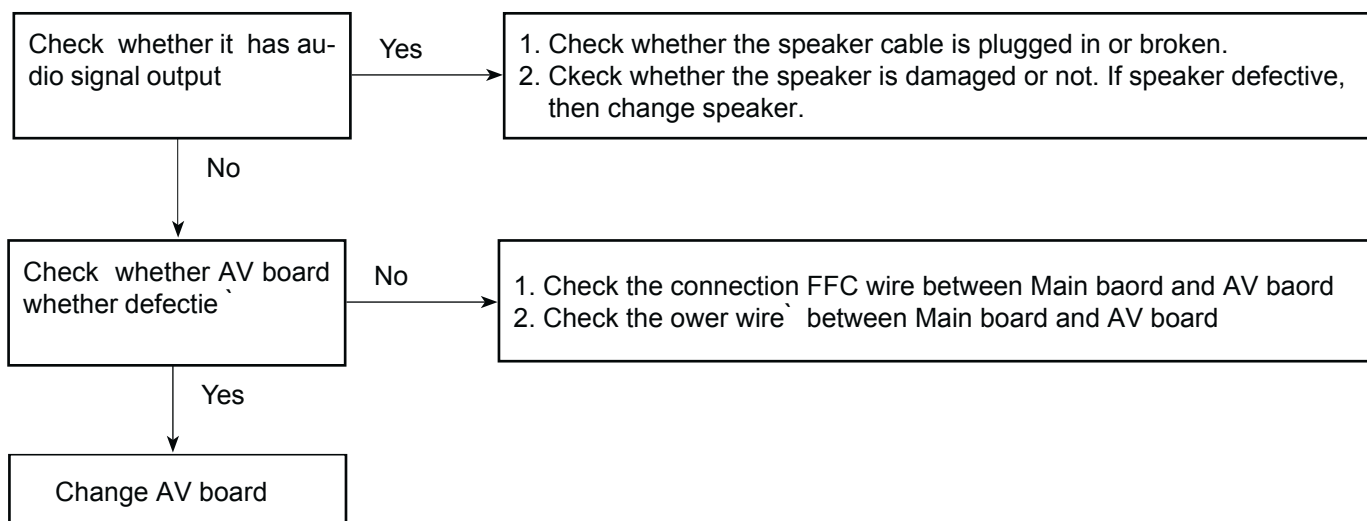 Check whether it has au-
dio signal output
Yes
1. Check whether the speaker cable is plugged in or broken.
2. Ckeck whether the speaker is damaged or not. If speaker defective,
then change speaker.
No
Check whether AV board
whether defectie`
No
1. Check the connection FFC wire between Main baord and AV baord
2. Check the ower wire` between Main board and AV board
Yes
Change AV board